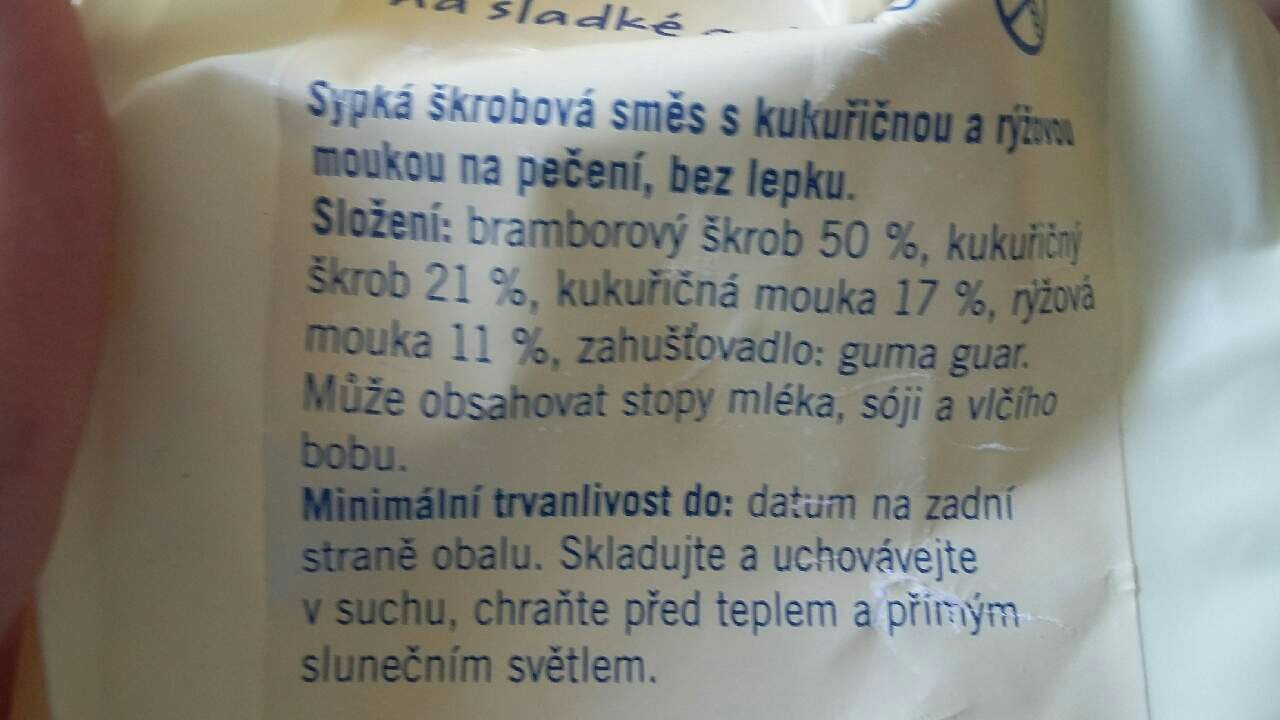 na sladké
Sypká škrobová směs s kukuřičnou a rýžovou
moukou na pečení, bez lepku.
Složení: bramborový škrob 50 %, kukuřičný
škrob 21 %, kukuřičná mouka 17 %, rýžová
mouka 11 %, zahušťovadlo: guma guar.
Může obsahovat stopy mléka, sóji a vlčího
bobu.
Minimální trvanlivost do: datum na zadní
straně obalu. Skladujte a uchovávejte
v suchu, chraňte před teplem a přímým
slunečním světlem.